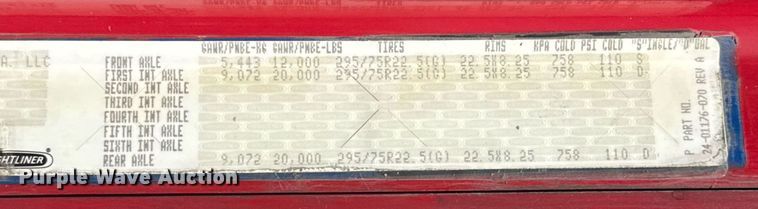 GAWR/PNBE-KG GAWR/PNBE-LBS TIRES RIMS KPA COLD PSI COLD "S"INGLE/"D"UAL
A. LLC FRONT AXLE 5,443 12,000 295/75R22.5(G) 22.5X8.25 758 110 S
FIRST INT AXLE 9,072 20,000 295/75R22.5(G) 22.5X8.25 758 110 D
SECOND INT AXLE
THIRD INT AXLE
FOURTH INT AXLE
FIFTH INT AXLE
SIXTH INT AXLE
REAR AXLE 9,072 20,000 295/75R22.5(G) 22.5X8.25 758 110 D
HTLINER
P PART NO.
24-01176-070 REV A
Purple Wave Auction